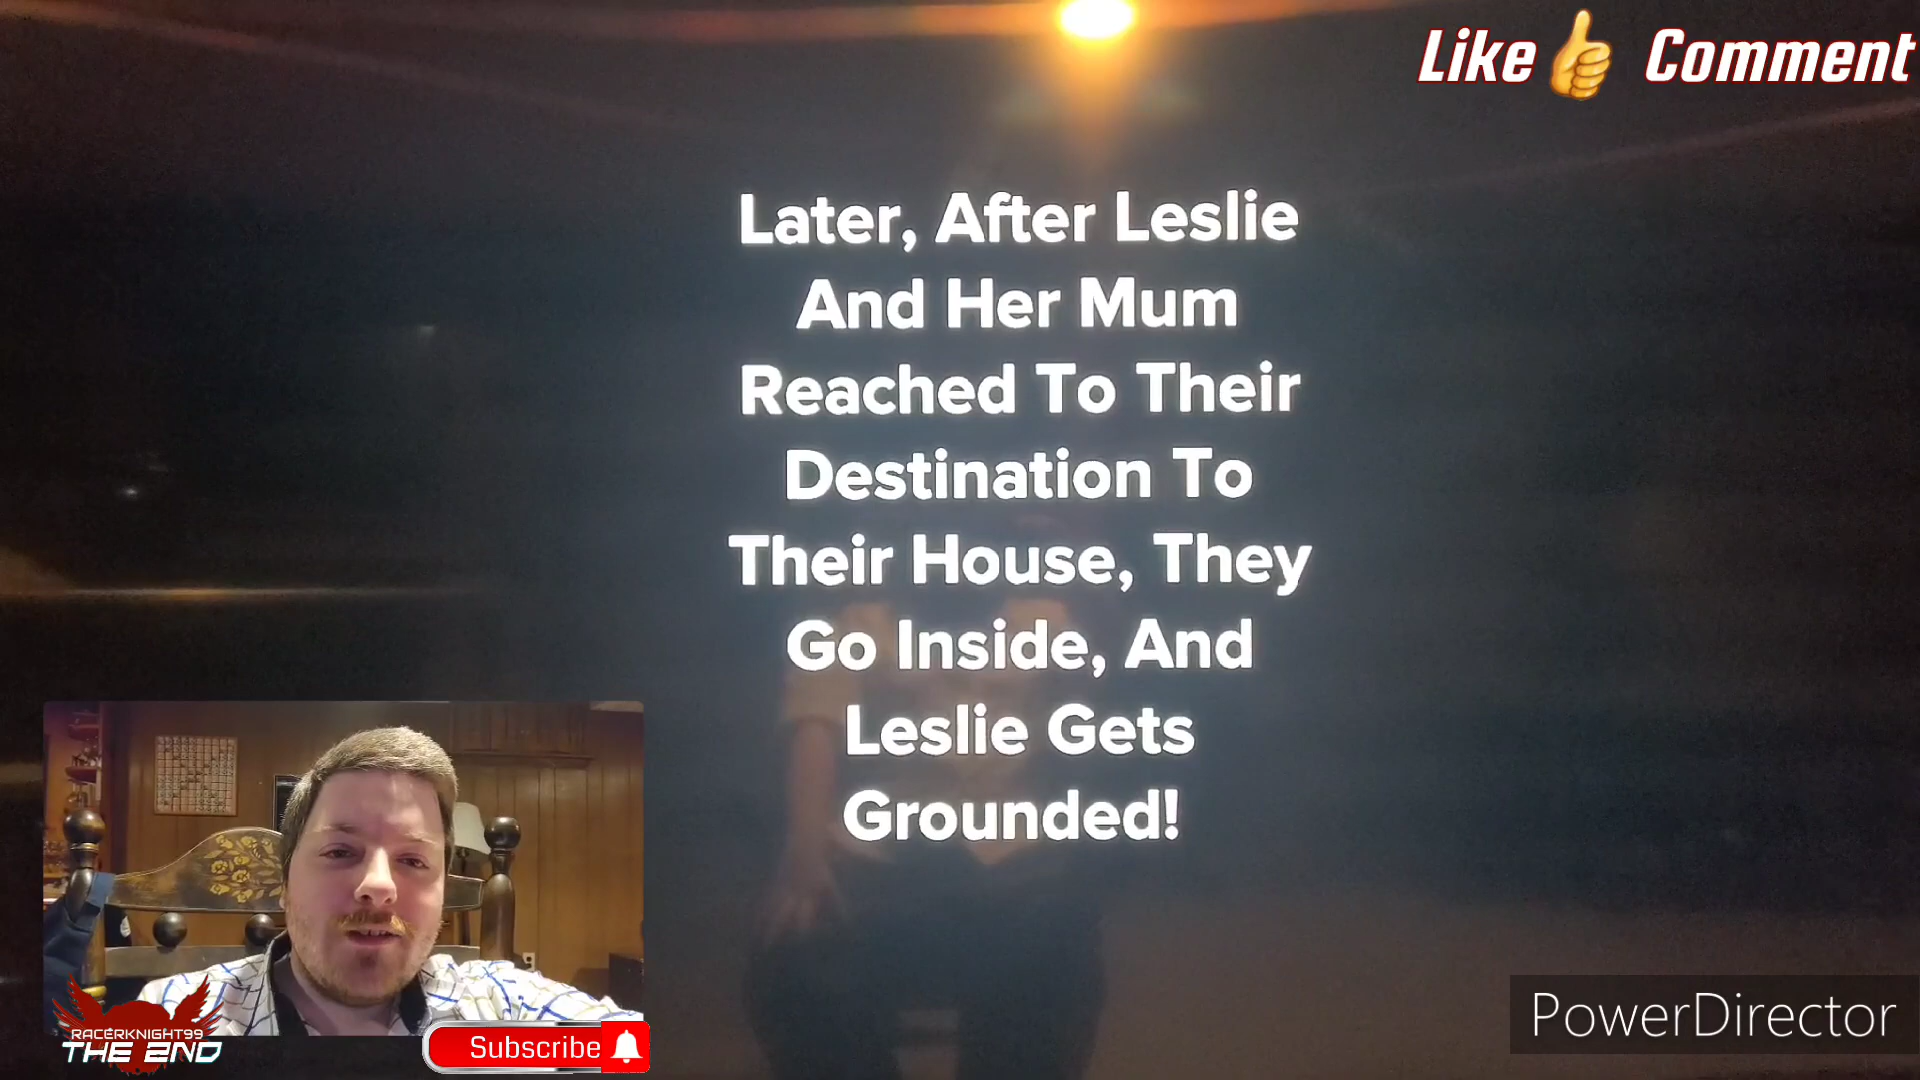 Like 👍 Comment
Later, After Leslie
And Her Mum
Reached To Their
Destination To
Their House, They
Go Inside, And
Leslie Gets
Grounded!
RACERKNIGHT99
THE 2ND
Subscribe
PowerDirector